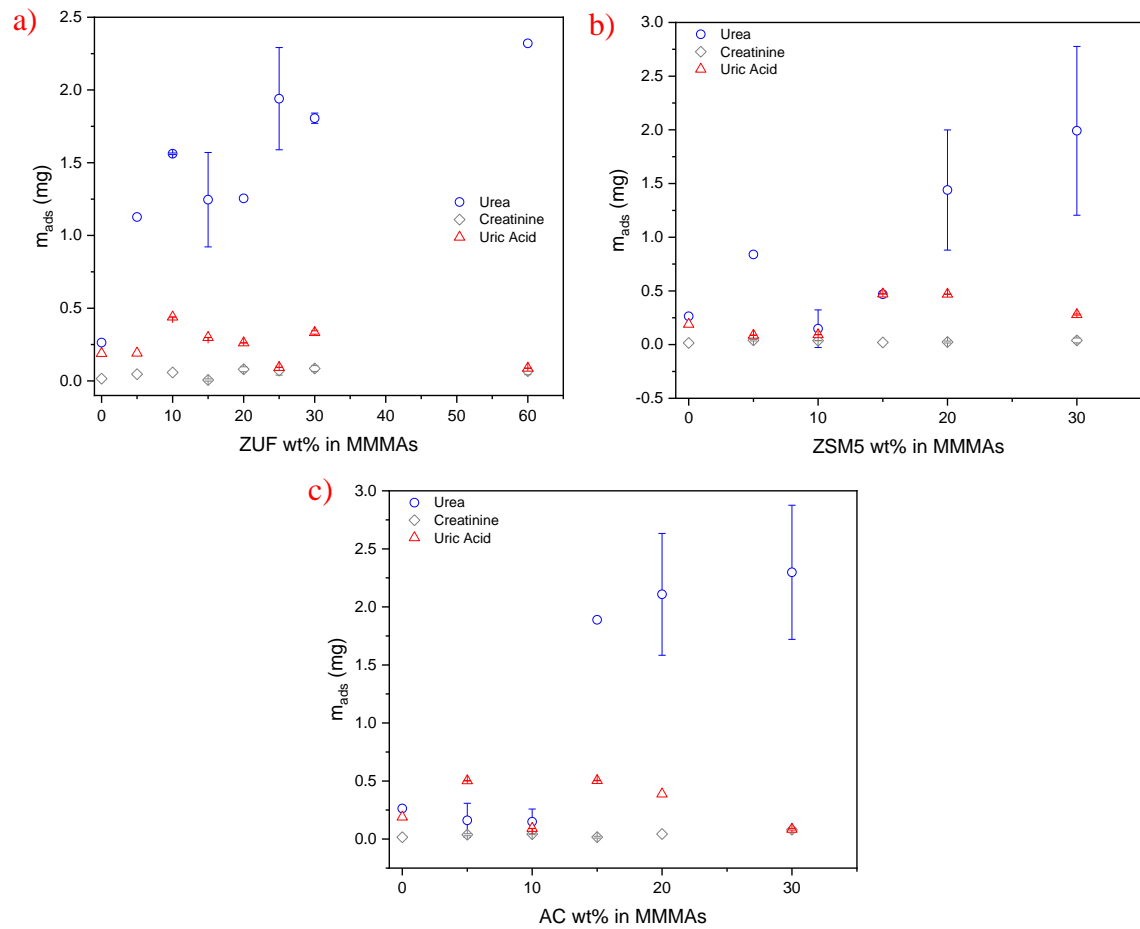 a)
2.5
2.0
1.5
1.0
0.5
0.0
m_ads (mg)
Urea
Creatinine
Uric Acid
0 10 20 30 40 50 60
ZUF wt% in MMMAs
b)
3.0
2.5
2.0
1.5
1.0
0.5
0.0
-0.5
m_ads (mg)
Urea
Creatinine
Uric Acid
0 10 20 30
ZSM5 wt% in MMMAs
c)
3.0
2.5
2.0
1.5
1.0
0.5
0.0
m_ads (mg)
Urea
Creatinine
Uric Acid
0 10 20 30
AC wt% in MMMAs